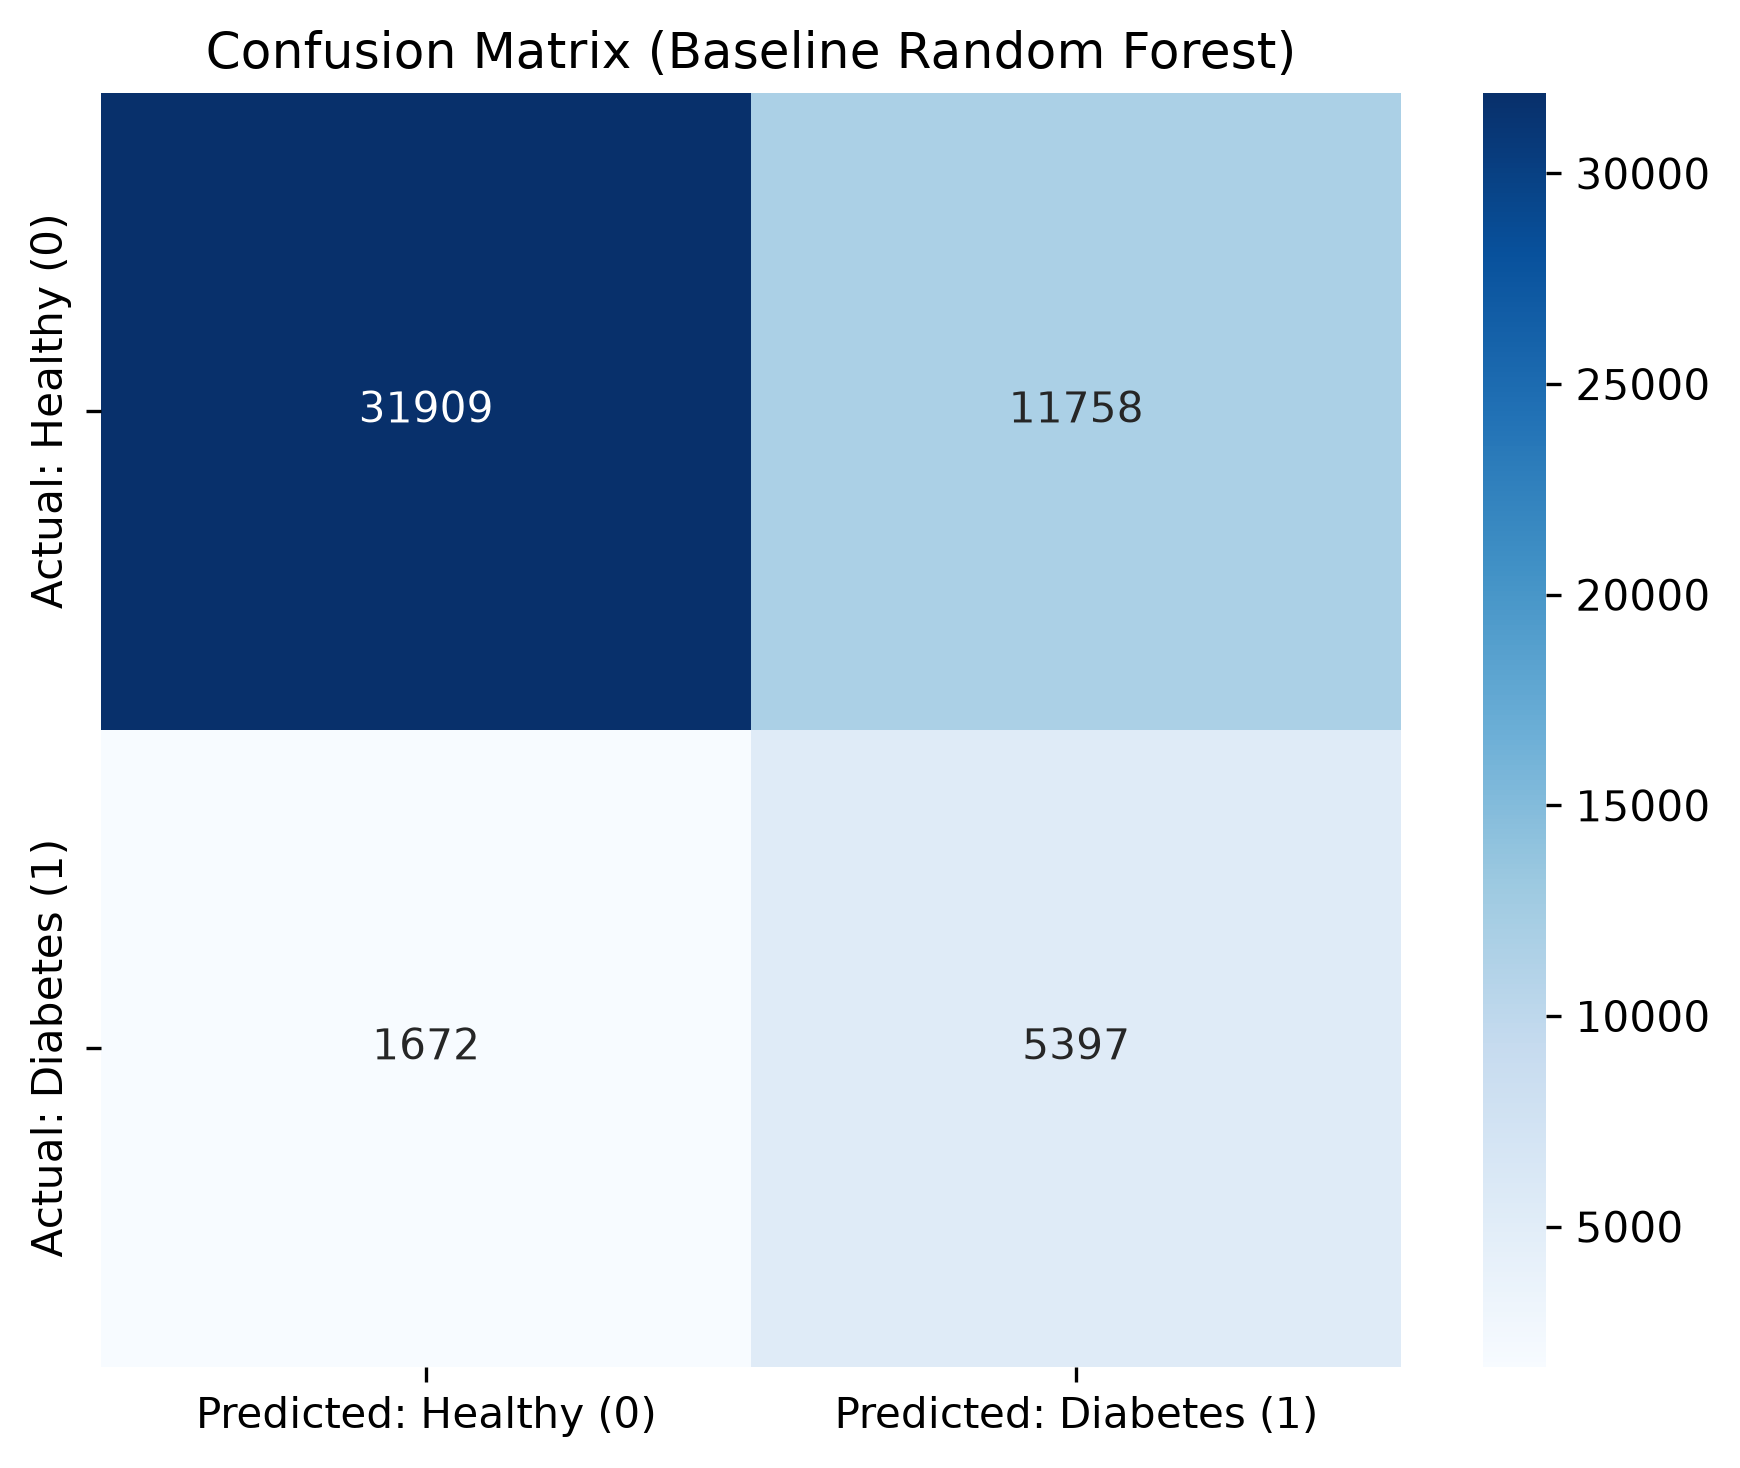 Confusion Matrix (Baseline Random Forest)
Actual: Healthy (0)
31909
11758
Actual: Diabetes (1)
1672
5397
Predicted: Healthy (0)
Predicted: Diabetes (1)
30000
25000
20000
15000
10000
5000